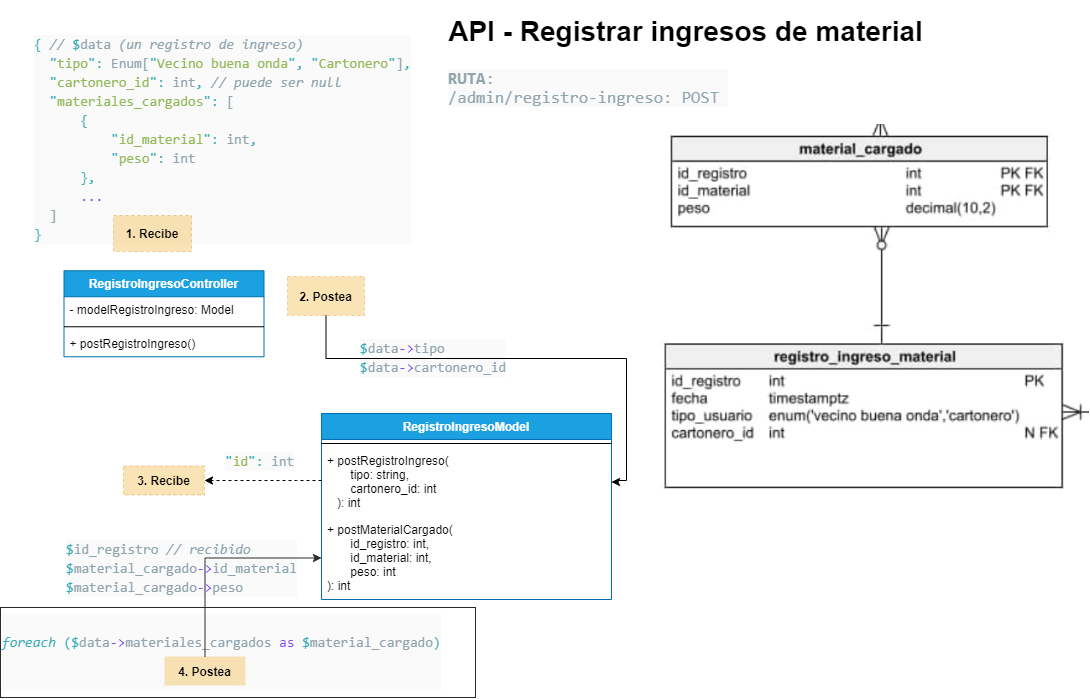 API - Registrar ingresos de material
RUTA:
/admin/registro-ingreso: POST
{ // $data (un registro de ingreso)
"tipo": Enum["Vecino buena onda", "Cartonero"],
"cartonero_id": int, // puede ser null
"materiales_cargados": [
{
"id_material": int,
"peso": int
},
...
]
}
1. Recibe
RegistroIngresoController
- modelRegistroIngreso: Model
+ postRegistroIngreso()
2. Postea
$data->tipo
$data->cartonero_id
RegistroIngresoModel
+ postRegistroIngreso(
tipo: string,
cartonero_id: int
): int
+ postMaterialCargado(
id_registro: int,
id_material: int,
peso: int
): int
"id": int
3. Recibe
$id_registro // recibido
$material_cargado->id_material
$material_cargado->peso
foreach ($data->materiales_cargados as $material_cargado)
4. Postea
material_cargado
id_registro int PK FK
id_material int PK FK
peso decimal(10,2)
registro_ingreso_material
id_registro int PK
fecha timestamptz
tipo_usuario enum('vecino buena onda','cartonero')
cartonero_id int N FK